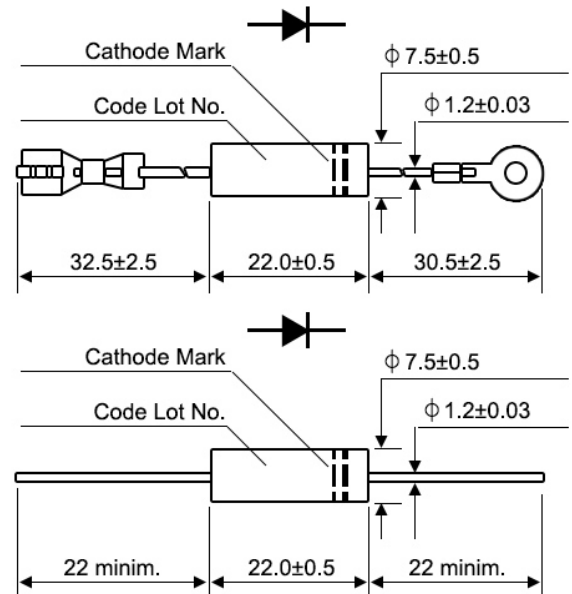 Cathode Mark
ϕ 7.5±0.5
Code Lot No.
ϕ 1.2±0.03
32.5±2.5
22.0±0.5
30.5±2.5
Cathode Mark
ϕ 7.5±0.5
Code Lot No.
ϕ 1.2±0.03
22 minim.
22.0±0.5
22 minim.